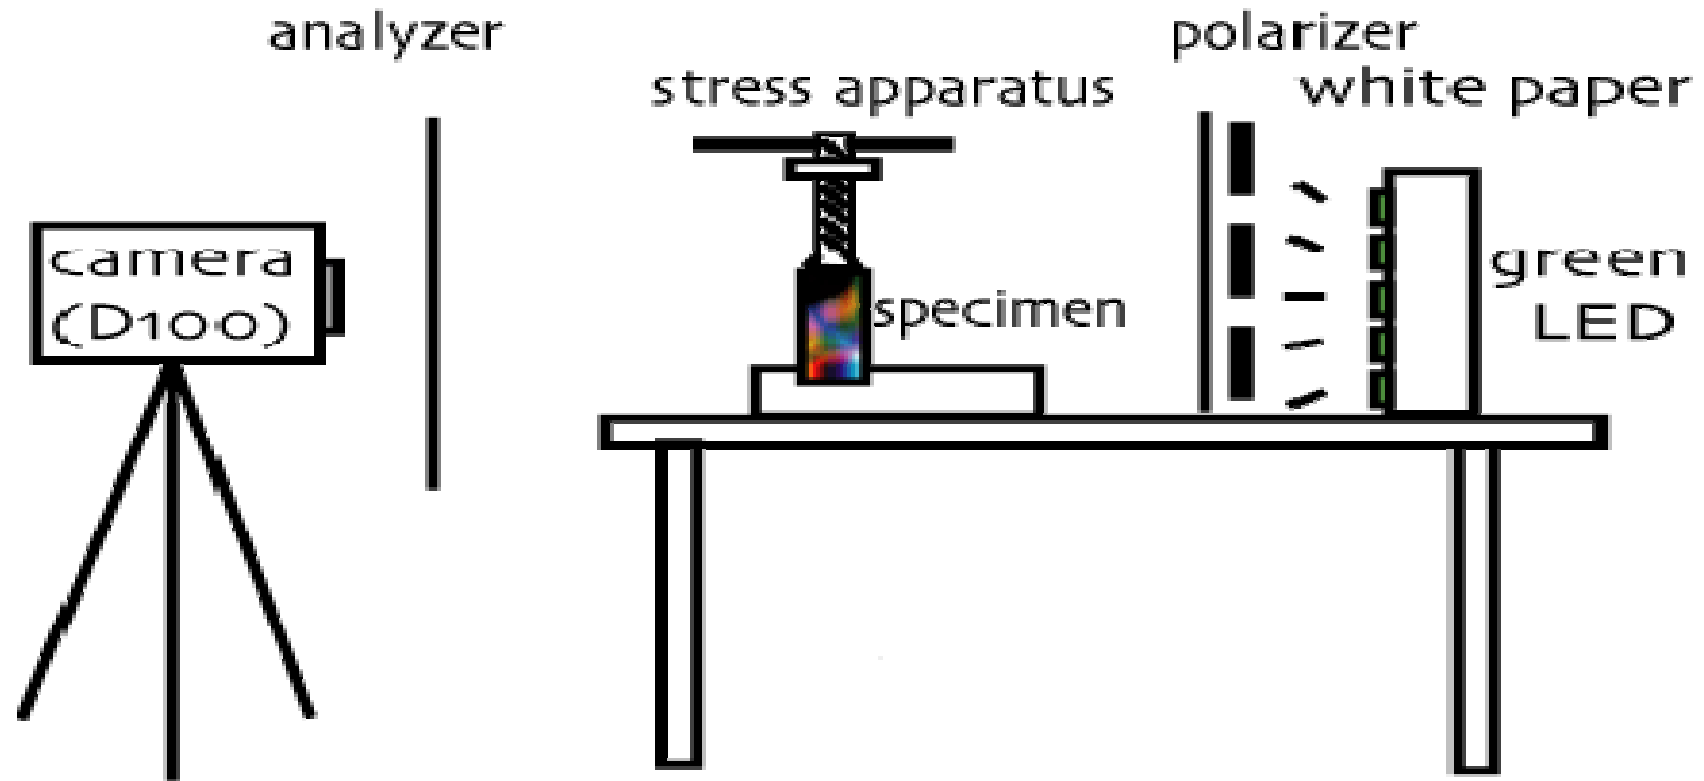 analyzer
polarizer
stress apparatus
white paper
camera
(D100)
specimen
green
LED